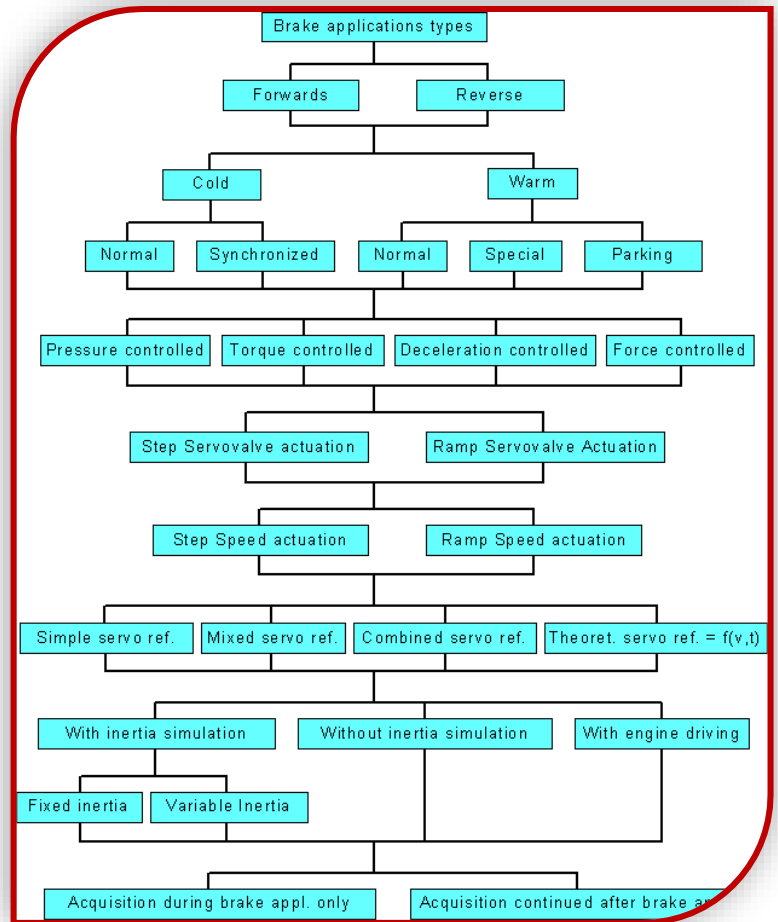 Brake applications types
Forwards
Reverse
Cold
Warm
Normal
Synchronized
Normal
Special
Parking
Pressure controlled
Torque controlled
Deceleration controlled
Force controlled
Step Servovalve actuation
Ramp Servovalve Actuation
Step Speed actuation
Ramp Speed actuation
Simple servo ref.
Mixed servo ref.
Combined servo ref.
Theoret. servo ref. = f(v,t)
With inertia simulation
Without inertia simulation
With engine driving
Fixed inertia
Variable Inertia
Acquisition during brake appl. only
Acquisition continued after brake